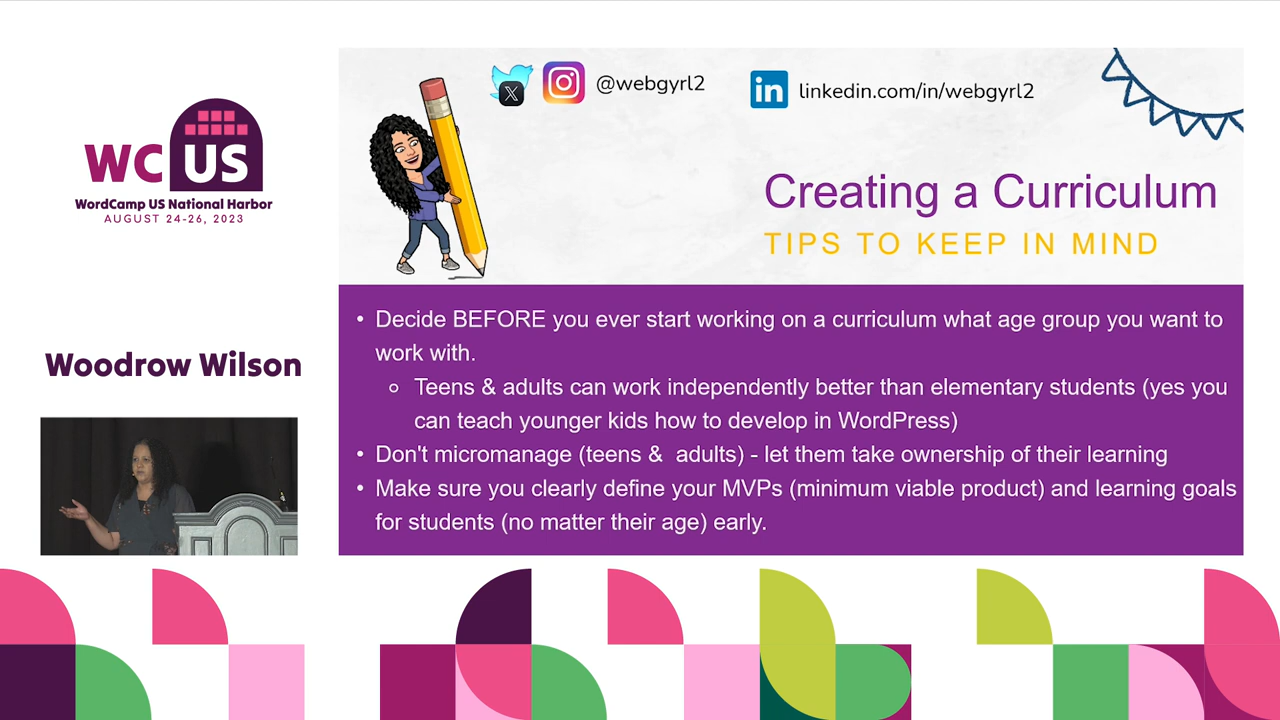 WC US
WordCamp US National Harbor
AUGUST 24-26, 2023
Woodrow Wilson
X
@webgyrl2
in
linkedin.com/in/webgyrl2
Creating a Curriculum
TIPS TO KEEP IN MIND
• Decide BEFORE you ever start working on a curriculum what age group you want to
work with.
○ Teens & adults can work independently better than elementary students (yes you
can teach younger kids how to develop in WordPress)
• Don't micromanage (teens &  adults) - let them take ownership of their learning
• Make sure you clearly define your MVPs (minimum viable product) and learning goals
for students (no matter their age) early.